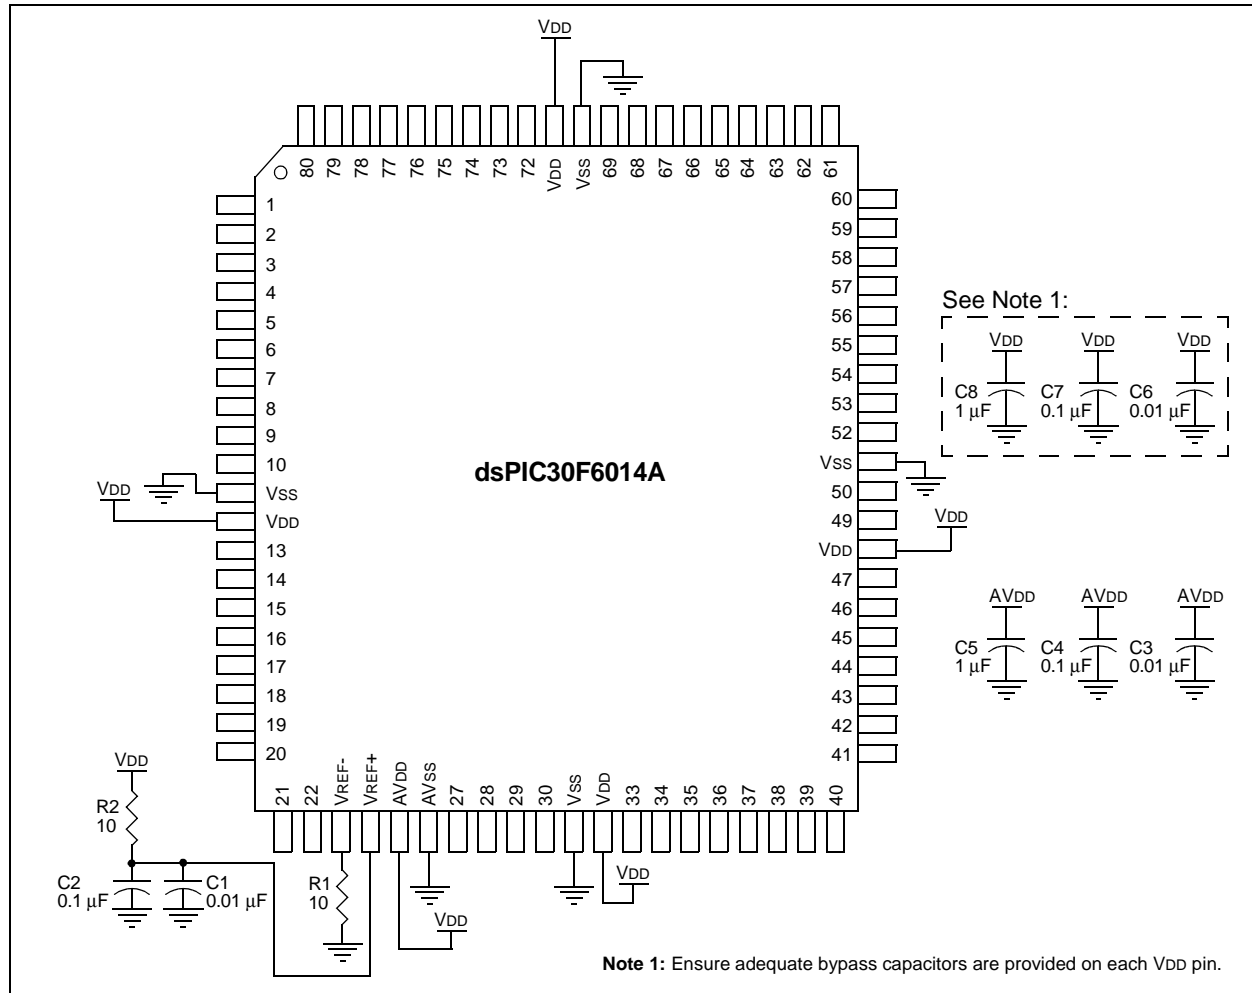 VDD
80 79 78 77 76 75 74 73 72 VDD VSS 69 68 67 66 65 64 63 62 61
1
2
3
4
5
6
7
8
9
10
VSS
VDD
VDD
13
14
15
16
17
18
19
20
dsPIC30F6014A
60
59
58
57
56
55
54
53
52
VSS
50
49
VDD
VDD
47
46
45
44
43
42
41
See Note 1:
VDD VDD VDD
C8 C7 C6
1 µF 0.1 µF 0.01 µF
AVDD AVDD AVDD
C5 C4 C3
1 µF 0.1 µF 0.01 µF
21 22 VREF- VREF+ AVDD AVSS 27 28 29 30 VSS VDD 33 34 35 36 37 38 39 40
VDD
R2
10
C2
0.1 µF
C1
0.01 µF
R1
10
VDD
VDD
Note 1: Ensure adequate bypass capacitors are provided on each VDD pin.